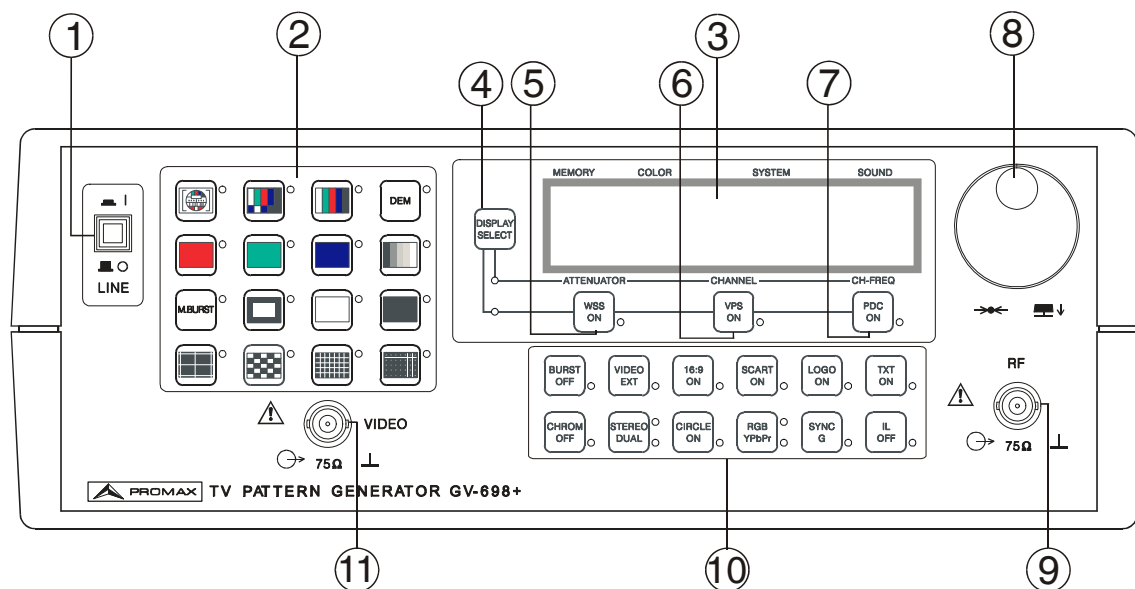 1
2
3
8
4
5
6
7
MEMORY COLOR SYSTEM SOUND
I
LINE
DEM
M.BURST
DISPLAY
SELECT
ATTENUATOR CHANNEL CH-FREQ
WSS
ON
VPS
ON
PDC
ON
BURST
OFF
VIDEO
EXT
16:9
ON
SCART
ON
LOGO
ON
TXT
ON
CHROM
OFF
STEREO
DUAL
CIRCLE
ON
RGB
YPbPr
SYNC
G
IL
OFF
RF
75Ω
VIDEO
75Ω
PROMAX TV PATTERN GENERATOR GV-698+
11
10
9